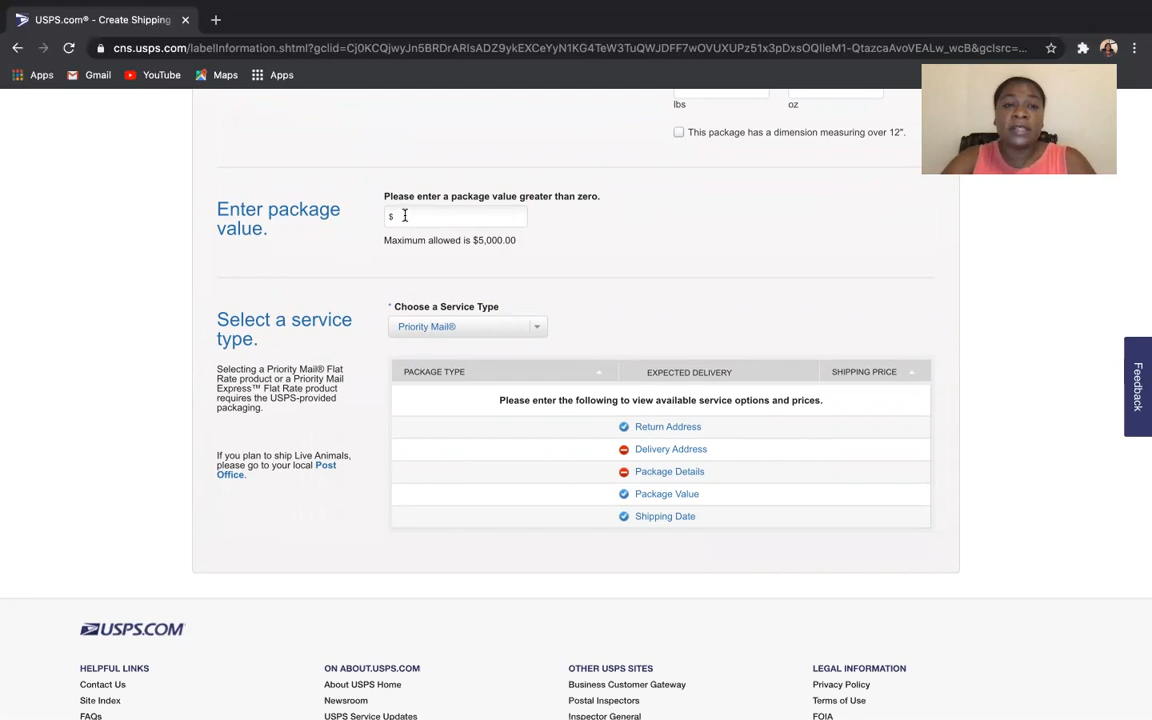 USPS.com® - Create Shipping
cns.usps.com/labelInformation.shtml?gclid=Cj0KCQjwyJn5BRDrARIsADZ9ykEXCeYyN1KG4TeW3TuQWJDFF7wOVUXUPz51x3pDxsOQIleM1-QtazcaAvoVEALw_wcB&gclsrc=...
Apps Gmail YouTube Maps Apps
lbs oz
This package has a dimension measuring over 12".
Enter package
value.
Please enter a package value greater than zero.
$
Maximum allowed is $5,000.00
Select a service
type.
* Choose a Service Type
Priority Mail®
Selecting a Priority Mail® Flat
Rate product or a Priority Mail
Express™ Flat Rate product
requires the USPS-provided
packaging.
If you plan to ship Live Animals,
please go to your local Post
Office.
PACKAGE TYPE EXPECTED DELIVERY SHIPPING PRICE
Please enter the following to view available service options and prices.
Return Address
Delivery Address
Package Details
Package Value
Shipping Date
Feedback
USPS.COM®
HELPFUL LINKS
Contact Us
Site Index
FAQs
ON ABOUT.USPS.COM
About USPS Home
Newsroom
USPS Service Updates
OTHER USPS SITES
Business Customer Gateway
Postal Inspectors
Inspector General
LEGAL INFORMATION
Privacy Policy
Terms of Use
FOIA